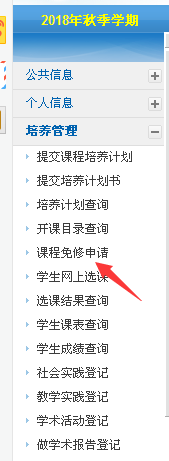 2018年秋季学期
公共信息
个人信息
培养管理
提交课程培养计划
提交培养计划书
培养计划查询
开课目录查询
课程免修申请
学生网上选课
选课结果查询
学生课表查询
学生成绩查询
社会实践登记
教学实践登记
学术活动登记
做学术报告登记